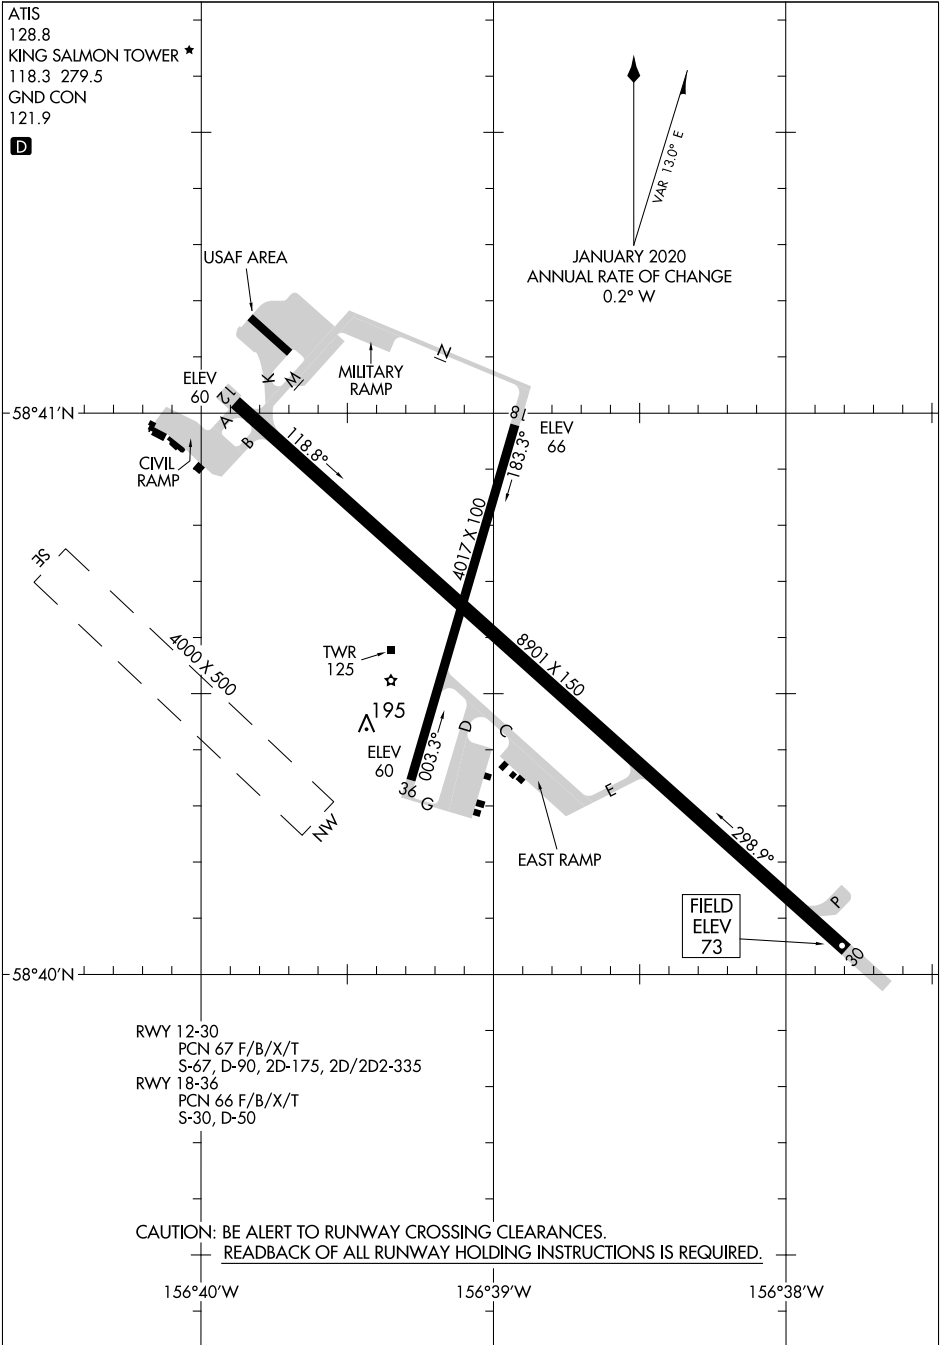 ATIS
128.8
KING SALMON TOWER
118.3 279.5
GND CON
121.9
D
VAR 13.0° E
JANUARY 2020
ANNUAL RATE OF CHANGE
0.2° W
USAF AREA
MILITARY
RAMP
N
K
M
ELEV
60
12
A
B
58°41'N
CIVIL
RAMP
118.8°
18
ELEV
66
183.3°
4017 X 100
SE
4000 X 500
NW
8901 X 150
TWR
125
195
ELEV
60
003.3°
36
D
C
G
E
EAST RAMP
298.9°
P
FIELD
ELEV
73
30
58°40'N
RWY 12-30
PCN 67 F/B/X/T
S-67, D-90, 2D-175, 2D/2D2-335
RWY 18-36
PCN 66 F/B/X/T
S-30, D-50
CAUTION: BE ALERT TO RUNWAY CROSSING CLEARANCES.
READBACK OF ALL RUNWAY HOLDING INSTRUCTIONS IS REQUIRED.
156°40'W
156°39'W
156°38'W